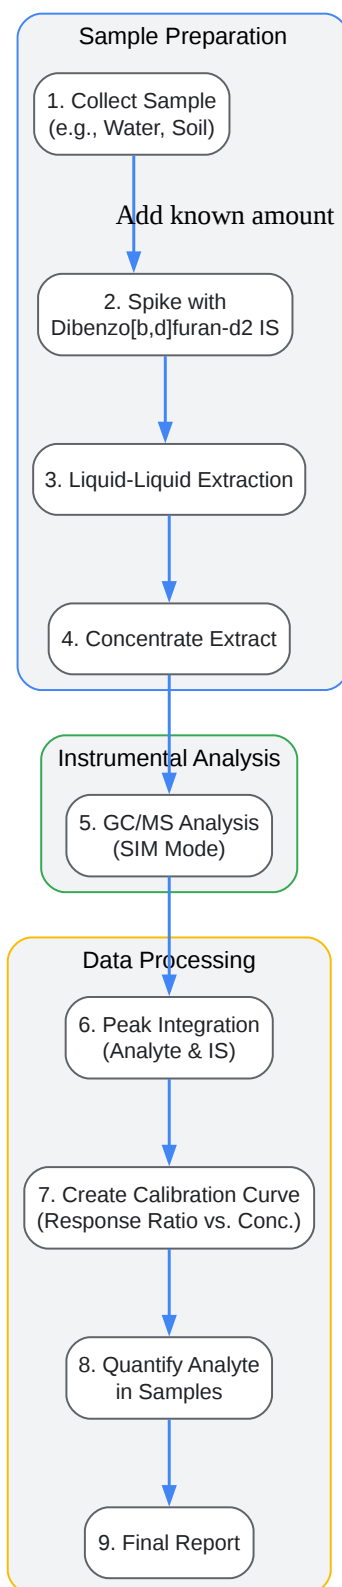 Sample Preparation
1. Collect Sample
(e.g., Water, Soil)
Add known amount
2. Spike with
Dibenzo[b,d]furan-d2 IS
3. Liquid-Liquid Extraction
4. Concentrate Extract
Instrumental Analysis
5. GC/MS Analysis
(SIM Mode)
Data Processing
6. Peak Integration
(Analyte & IS)
7. Create Calibration Curve
(Response Ratio vs. Conc.)
8. Quantify Analyte
in Samples
9. Final Report